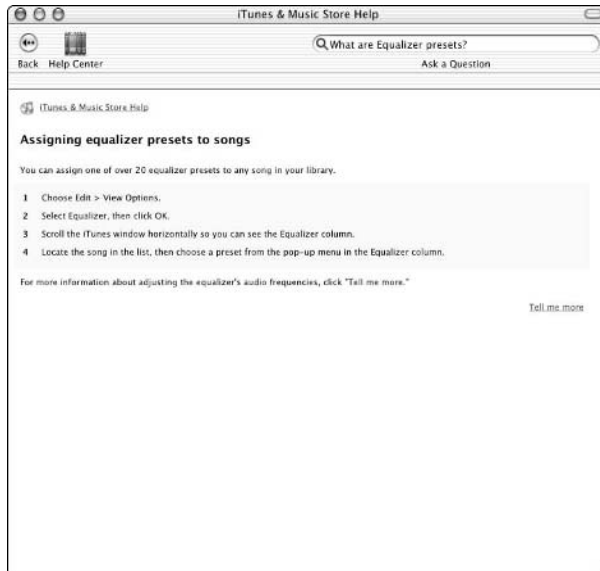 iTunes & Music Store Help
What are Equalizer presets?
Back Help Center Ask a Question
iTunes & Music Store Help
Assigning equalizer presets to songs
You can assign one of over 20 equalizer presets to any song in your library.
1 Choose Edit > View Options.
2 Select Equalizer, then click OK.
3 Scroll the iTunes window horizontally so you can see the Equalizer column.
4 Locate the song in the list, then choose a preset from the pop-up menu in the Equalizer column.
For more information about adjusting the equalizer's audio frequencies, click "Tell me more."
Tell me more